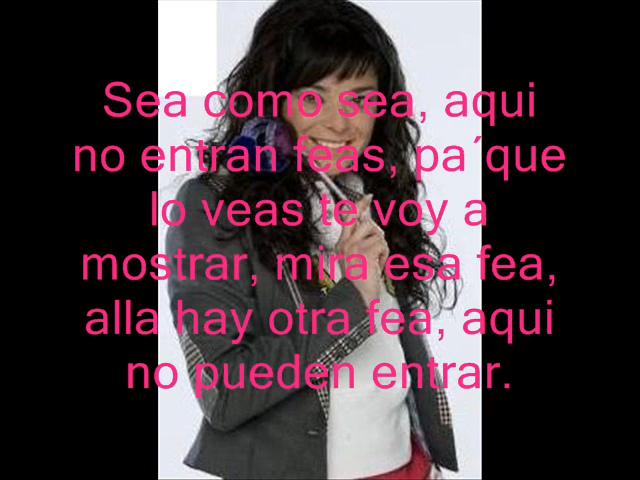 Sea como sea, aqui
no entran feas, pa´que
lo veas te voy a
mostrar, mira esa fea,
alla hay otra fea, aqui
no pueden entrar.